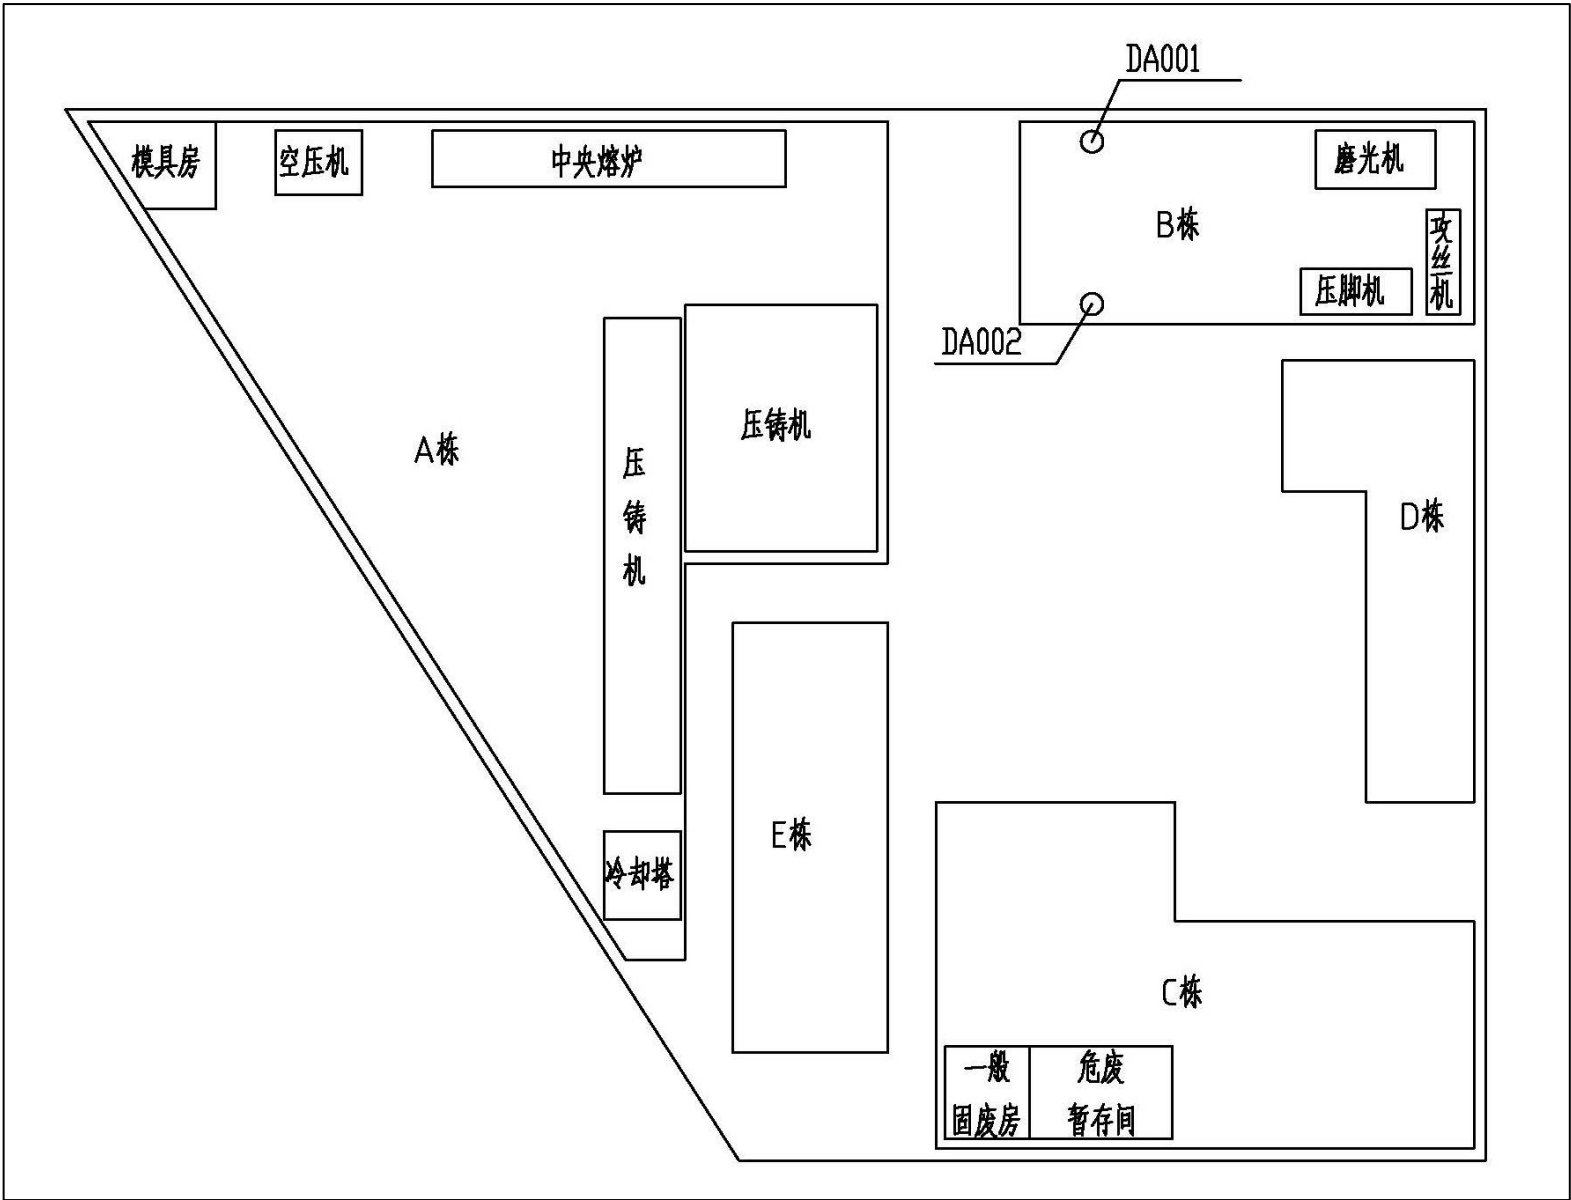 DA001
模具房
空压机
中央熔炉
磨光机
B栋
攻丝机
压脚机
DA002
压铸机
A栋
压铸机
D栋
E栋
冷却塔
C栋
一般
固废房
危废
暂存间